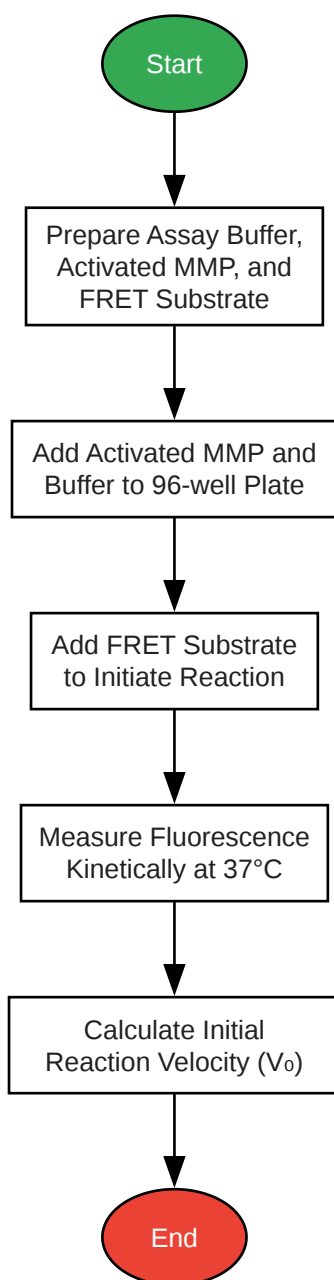 Start
Prepare Assay Buffer,
Activated MMP, and
FRET Substrate
Add Activated MMP and
Buffer to 96-well Plate
Add FRET Substrate
to Initiate Reaction
Measure Fluorescence
Kinetically at 37°C
Calculate Initial
Reaction Velocity (V₀)
End